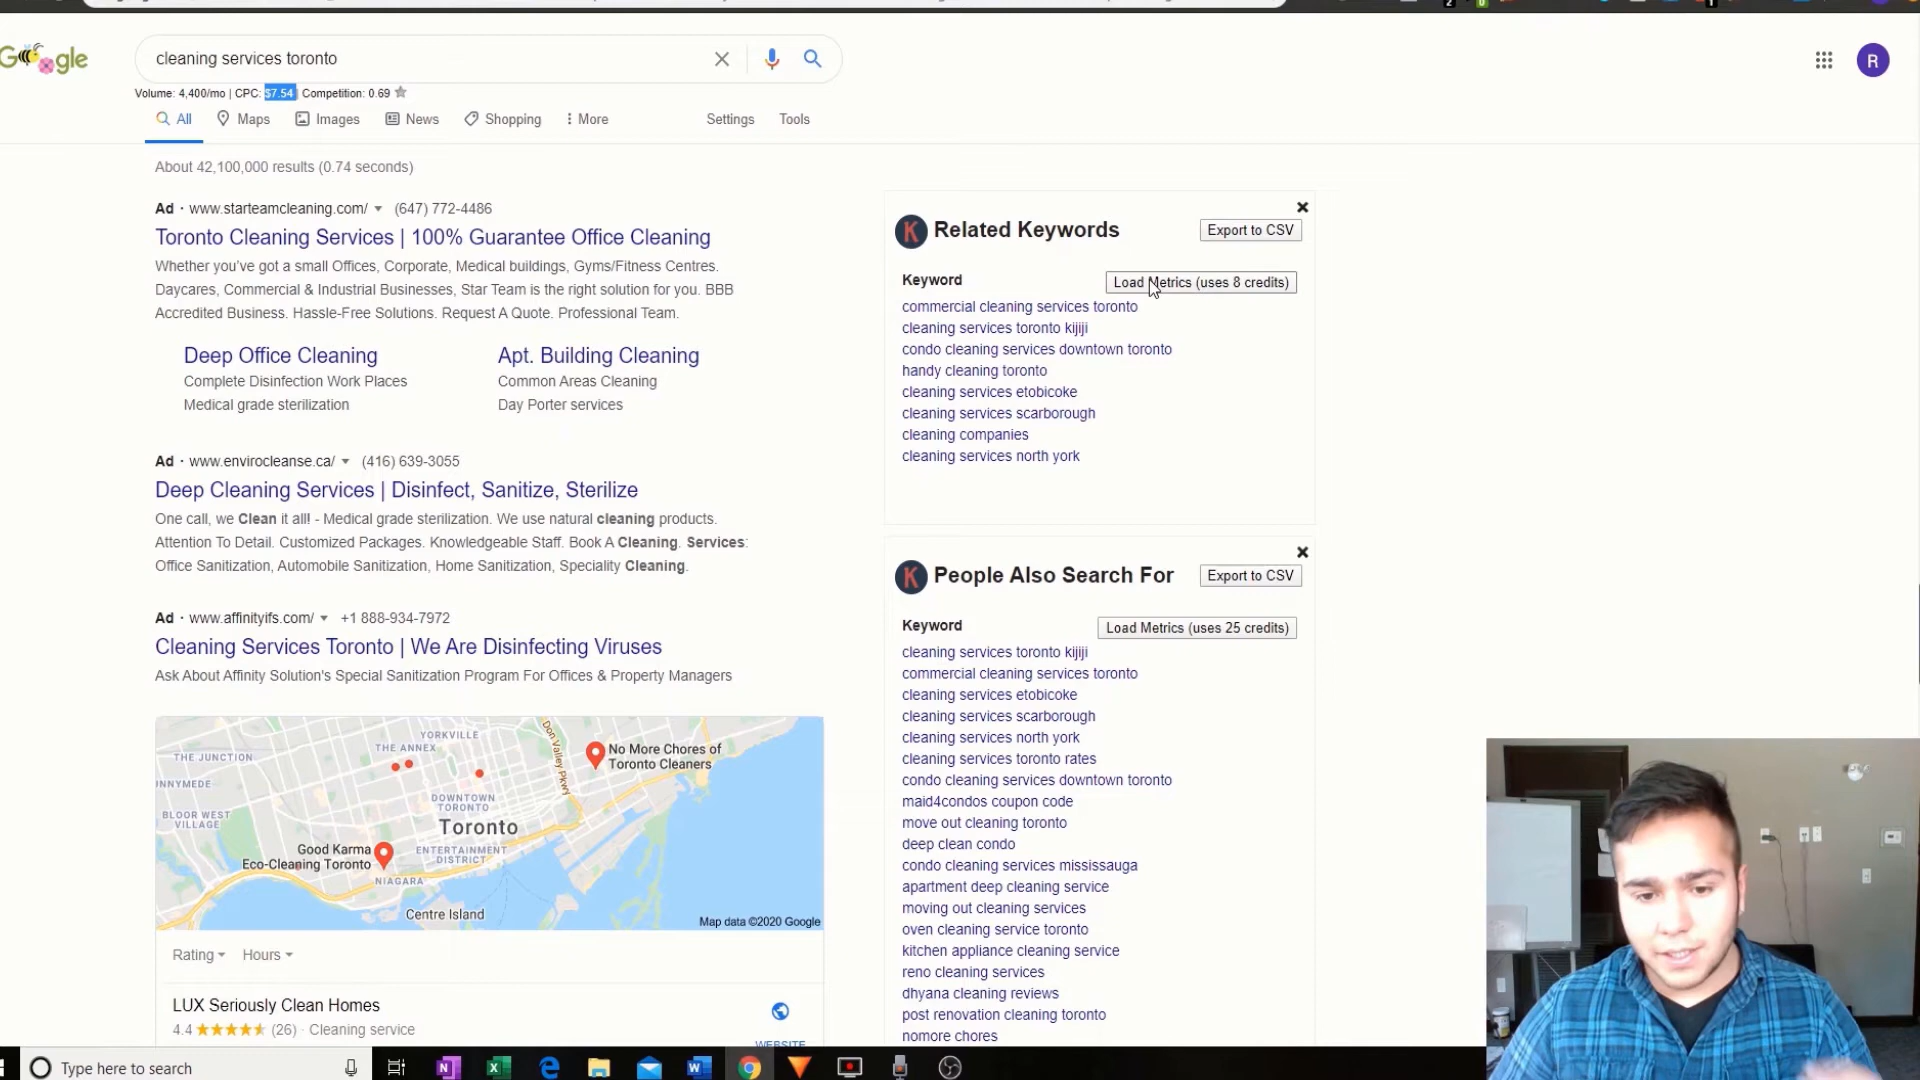 Google
cleaning services toronto
R
Volume: 4,400/mo | CPC: $7.54 | Competition: 0.69
All
Maps
Images
News
Shopping
More
Settings
Tools
About 42,100,000 results (0.74 seconds)
Ad · www.starteamcleaning.com/ (647) 772-4486
Toronto Cleaning Services | 100% Guarantee Office Cleaning
Whether you've got a small Offices, Corporate, Medical buildings, Gyms/Fitness Centres.
Daycares, Commercial & Industrial Businesses, Star Team is the right solution for you. BBB
Accredited Business. Hassle-Free Solutions. Request A Quote. Professional Team.
Deep Office Cleaning
Complete Disinfection Work Places
Medical grade sterilization
Apt. Building Cleaning
Common Areas Cleaning
Day Porter services
Ad · www.envirocleanse.ca/ (416) 639-3055
Deep Cleaning Services | Disinfect, Sanitize, Sterilize
One call, we Clean it all! - Medical grade sterilization. We use natural cleaning products.
Attention To Detail. Customized Packages. Knowledgeable Staff. Book A Cleaning. Services:
Office Sanitization, Automobile Sanitization, Home Sanitization, Speciality Cleaning.
Ad · www.affinityifs.com/ +1 888-934-7972
Cleaning Services Toronto | We Are Disinfecting Viruses
Ask About Affinity Solution's Special Sanitization Program For Offices & Property Managers
YORKVILLE
THE ANNEX
THE JUNCTION
UNNYMEDE
BLOOR WEST
VILLAGE
Don Valley Pkwy
No More Chores of
Toronto Cleaners
DOWNTOWN
TORONTO
Toronto
ENTERTAINMENT
DISTRICT
Good Karma
Eco-Cleaning Toronto
NIAGARA
Centre Island
Map data ©2020 Google
Rating
Hours
LUX Seriously Clean Homes
4.4 (26) · Cleaning service
WEBSITE
K
Related Keywords
Export to CSV
Keyword
Load Metrics (uses 8 credits)
commercial cleaning services toronto
cleaning services toronto kijiji
condo cleaning services downtown toronto
handy cleaning toronto
cleaning services etobicoke
cleaning services scarborough
cleaning companies
cleaning services north york
K
People Also Search For
Export to CSV
Keyword
Load Metrics (uses 25 credits)
cleaning services toronto kijiji
commercial cleaning services toronto
cleaning services etobicoke
cleaning services scarborough
cleaning services north york
cleaning services toronto rates
condo cleaning services downtown toronto
maid4condos coupon code
move out cleaning toronto
deep clean condo
condo cleaning services mississauga
apartment deep cleaning service
moving out cleaning services
oven cleaning service toronto
kitchen appliance cleaning service
reno cleaning services
dhyana cleaning reviews
post renovation cleaning toronto
nomore chores
Type here to search